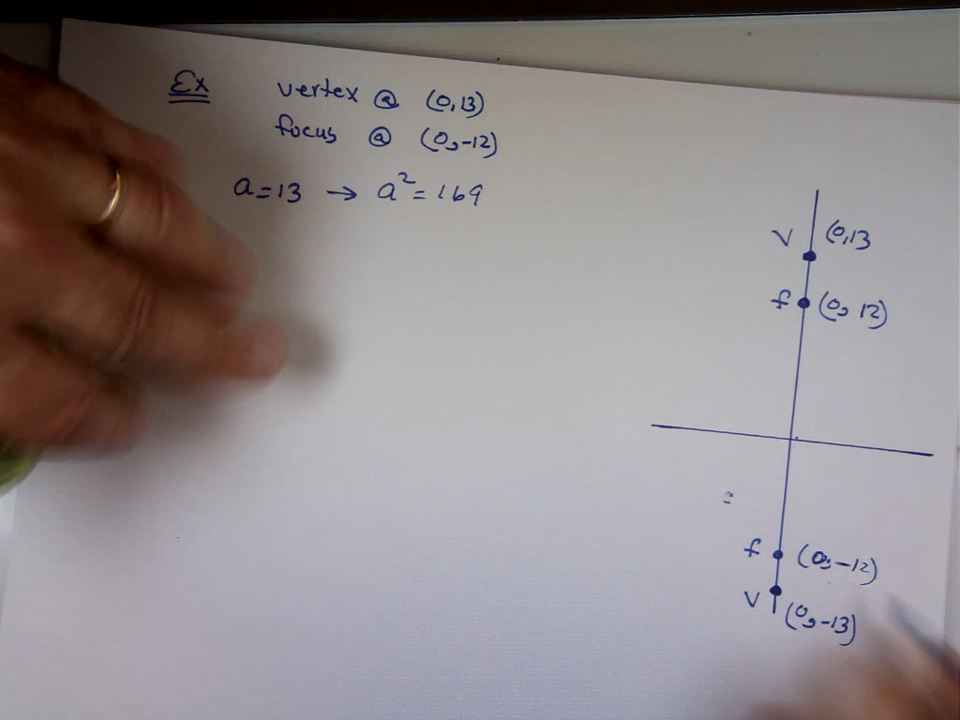 Ex vertex @ (0,13)
focus @ (0,-12)
a=13 → a²=169
V (0,13
f (0,12)
=
f (0,-12)
V (0,-13)